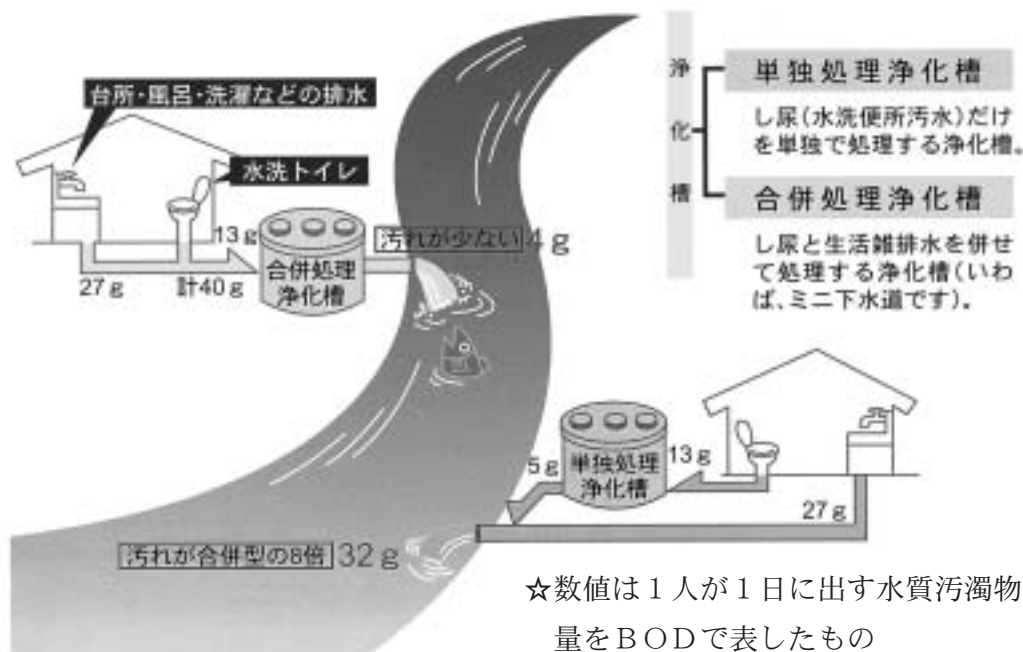 台所・風呂・洗濯などの排水
水洗トイレ
13g
27g
計40g
合併処理
浄化槽
汚れが少ない 4g
浄化槽
単独処理浄化槽
し尿(水洗便所汚水)だけ
を単独で処理する浄化槽。
合併処理浄化槽
し尿と生活雑排水を併せ
て処理する浄化槽(いわ
ば、ミニ下水道です)。
5g
単独処理
浄化槽
13g
27g
汚れが合併型の8倍 32g
☆数値は1人が1日に出す水質汚濁物
量をBODで表したもの